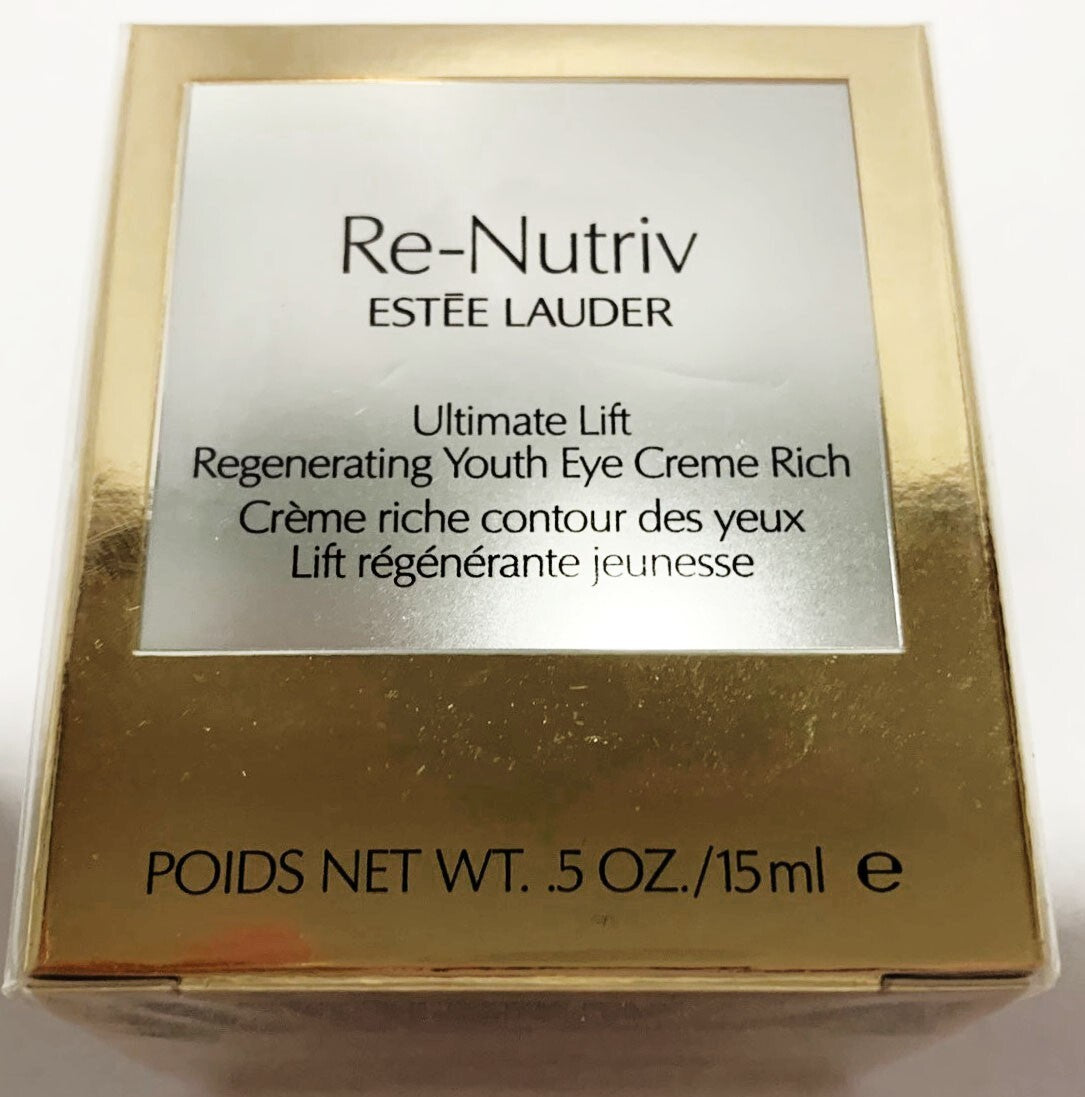 Re-Nutriv
ESTĒE LAUDER
Ultimate Lift
Regenerating Youth Eye Creme Rich
Crème riche contour des yeux
Lift régénérante jeunesse
POIDS NET WT. .5 OZ./15ml ℮